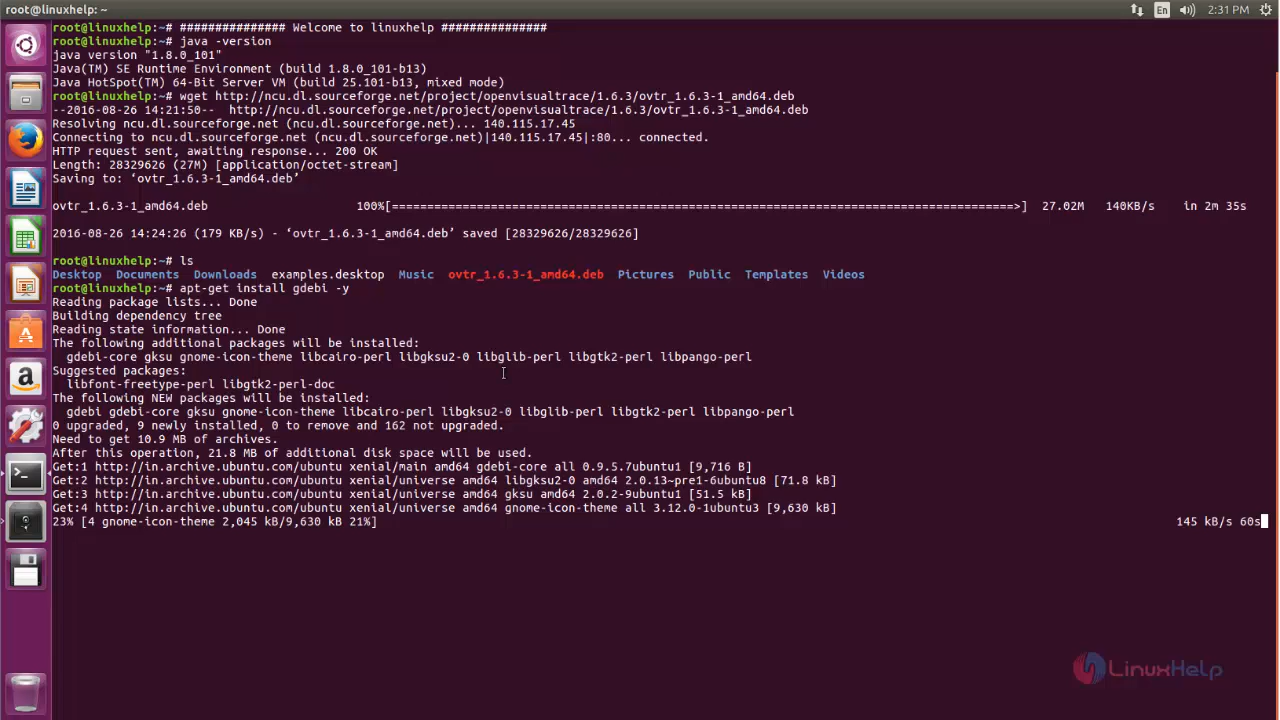 root@linuxhelp: ~
En
2:31 PM
root@linuxhelp:~# ############### Welcome to linuxhelp ###############
root@linuxhelp:~# java -version
java version "1.8.0_101"
Java(TM) SE Runtime Environment (build 1.8.0_101-b13)
Java HotSpot(TM) 64-Bit Server VM (build 25.101-b13, mixed mode)
root@linuxhelp:~# wget http://ncu.dl.sourceforge.net/project/openvisualtrace/1.6.3/ovtr_1.6.3-1_amd64.deb
--2016-08-26 14:21:50--  http://ncu.dl.sourceforge.net/project/openvisualtrace/1.6.3/ovtr_1.6.3-1_amd64.deb
Resolving ncu.dl.sourceforge.net (ncu.dl.sourceforge.net)... 140.115.17.45
Connecting to ncu.dl.sourceforge.net (ncu.dl.sourceforge.net)|140.115.17.45|:80... connected.
HTTP request sent, awaiting response... 200 OK
Length: 28329626 (27M) [application/octet-stream]
Saving to: ‘ovtr_1.6.3-1_amd64.deb’
ovtr_1.6.3-1_amd64.deb 100%[========================================================================================>] 27.02M 140KB/s in 2m 35s
2016-08-26 14:24:26 (179 KB/s) - ‘ovtr_1.6.3-1_amd64.deb’ saved [28329626/28329626]
root@linuxhelp:~# ls
Desktop Documents Downloads examples.desktop Music ovtr_1.6.3-1_amd64.deb Pictures Public Templates Videos
root@linuxhelp:~# apt-get install gdebi -y
Reading package lists... Done
Building dependency tree
Reading state information... Done
The following additional packages will be installed:
gdebi-core gksu gnome-icon-theme libcairo-perl libgksu2-0 libglib-perl libgtk2-perl libpango-perl
Suggested packages:
libfont-freetype-perl libgtk2-perl-doc
The following NEW packages will be installed:
gdebi gdebi-core gksu gnome-icon-theme libcairo-perl libgksu2-0 libglib-perl libgtk2-perl libpango-perl
0 upgraded, 9 newly installed, 0 to remove and 162 not upgraded.
Need to get 10.9 MB of archives.
After this operation, 21.8 MB of additional disk space will be used.
Get:1 http://in.archive.ubuntu.com/ubuntu xenial/main amd64 gdebi-core all 0.9.5.7ubuntu1 [9,716 B]
Get:2 http://in.archive.ubuntu.com/ubuntu xenial/universe amd64 libgksu2-0 amd64 2.0.13~pre1-6ubuntu8 [71.8 kB]
Get:3 http://in.archive.ubuntu.com/ubuntu xenial/universe amd64 gksu amd64 2.0.2-9ubuntu1 [51.5 kB]
Get:4 http://in.archive.ubuntu.com/ubuntu xenial/universe amd64 gnome-icon-theme all 3.12.0-1ubuntu3 [9,630 kB]
23% [4 gnome-icon-theme 2,045 kB/9,630 kB 21%] 145 kB/s 60s
LinuxHelp